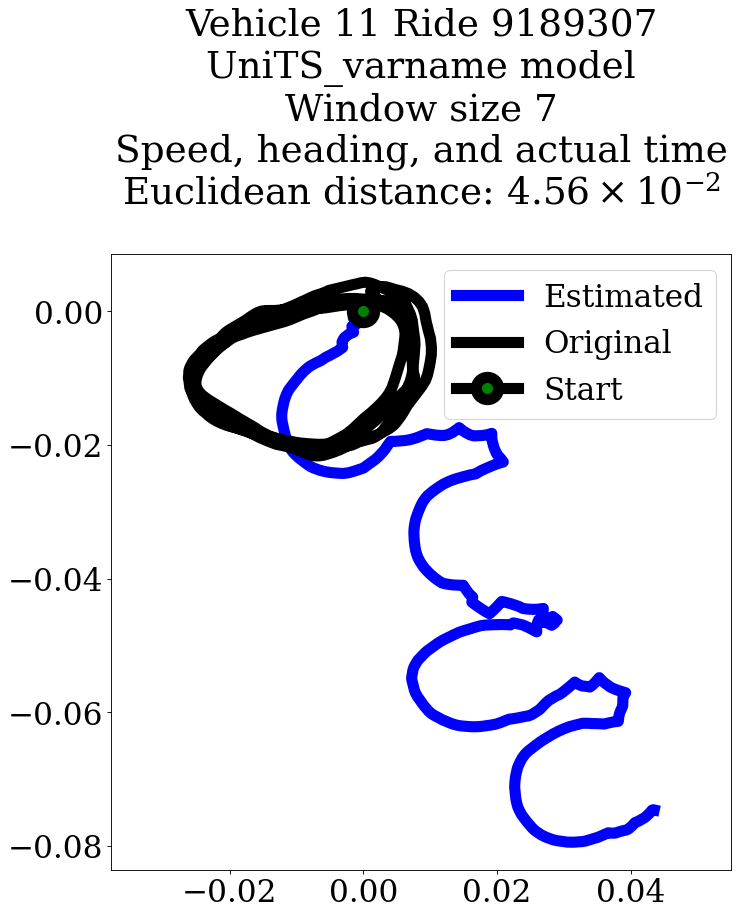 Vehicle 11 Ride 9189307
UniTS_varname model
Window size 7
Speed, heading, and actual time
Euclidean distance: 4.56 × 10⁻²
Estimated
Original
Start
0.00
−0.02
−0.04
−0.06
−0.08
−0.02 0.00 0.02 0.04